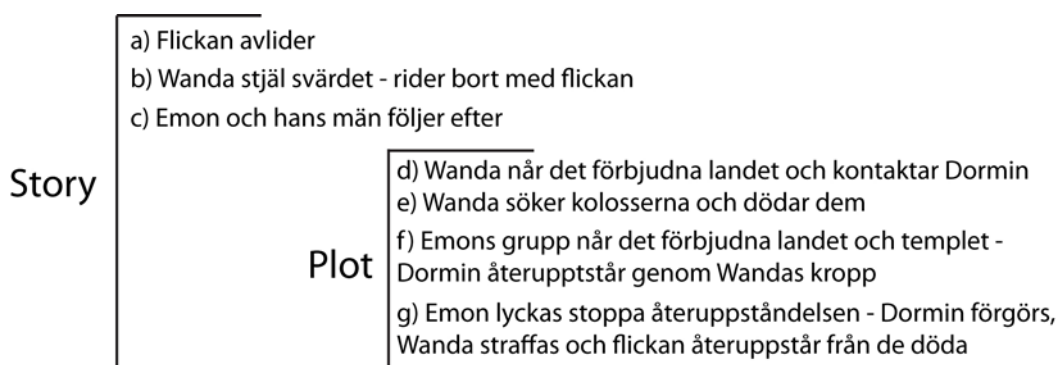 a) Flickan avlider
b) Wanda stjäl svärdet - rider bort med flickan
c) Emon och hans män följer efter
Story
d) Wanda når det förbjudna landet och kontaktar Dormin
e) Wanda söker kolosserna och dödar dem
Plot
f) Emons grupp når det förbjudna landet och templet -
Dormin återupptstår genom Wandas kropp
g) Emon lyckas stoppa återuppståndelsen - Dormin förgörs,
Wanda straffas och flickan återuppstår från de döda